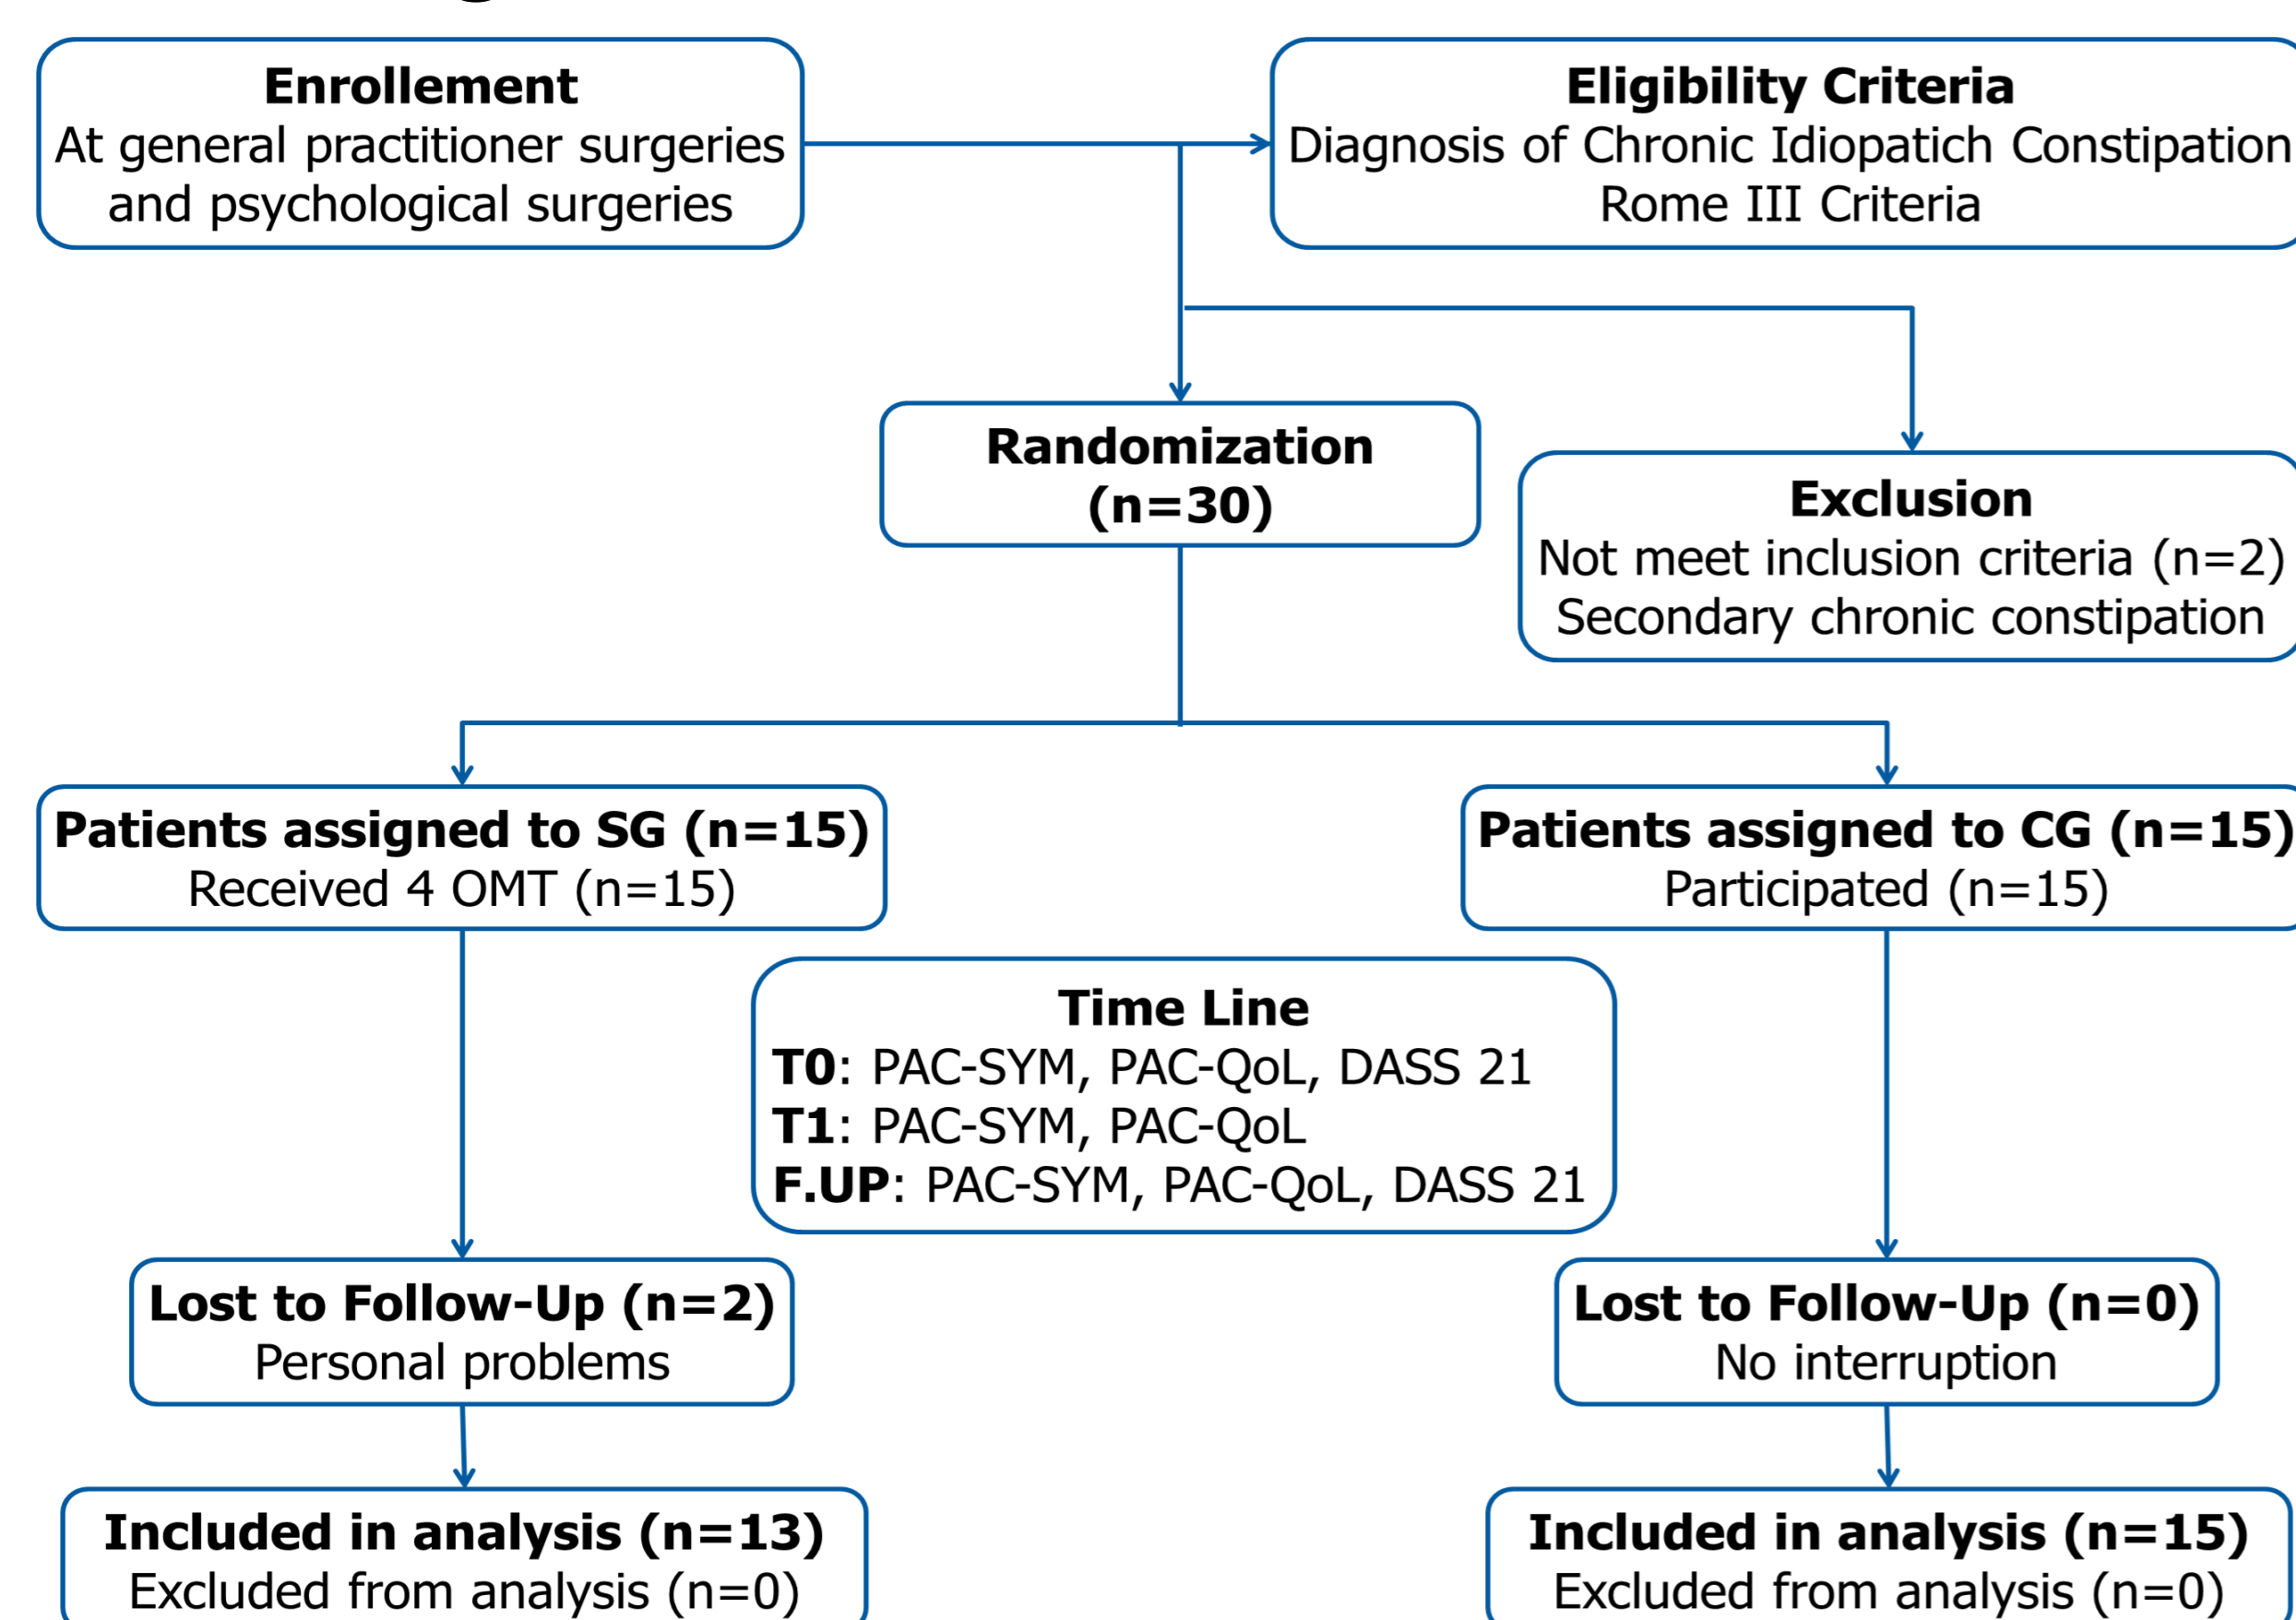 Enrollement
At general practitioner surgeries
and psychological surgeries
Eligibility Criteria
Diagnosis of Chronic Idiopatich Constipation
Rome III Criteria
Randomization
(n=30)
Exclusion
Not meet inclusion criteria (n=2)
Secondary chronic constipation
Patients assigned to SG (n=15)
Received 4 OMT (n=15)
Patients assigned to CG (n=15)
Participated (n=15)
Time Line
T0: PAC-SYM, PAC-QoL, DASS 21
T1: PAC-SYM, PAC-QoL
F.UP: PAC-SYM, PAC-QoL, DASS 21
Lost to Follow-Up (n=2)
Personal problems
Lost to Follow-Up (n=0)
No interruption
Included in analysis (n=13)
Excluded from analysis (n=0)
Included in analysis (n=15)
Excluded from analysis (n=0)